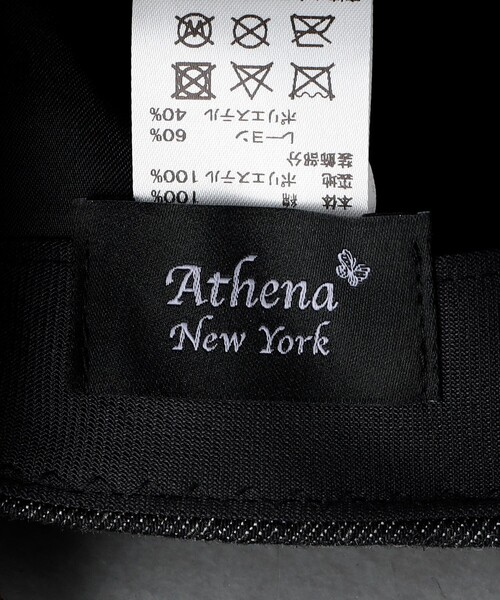 Athena
New York
本体 綿 100%
裏地 ポリエステル 100%
装飾部分
レーヨン 60%
ポリエステル 40%